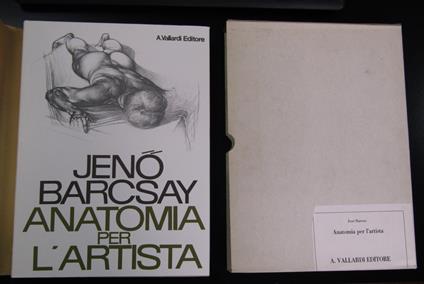 A.Vallardi Editore
JENŐ
BARCSAY
ANATOMIA
PER
L'ARTISTA
Jenő Barcsay
Anatomia per l'artista
A. VALLARDI EDITORE